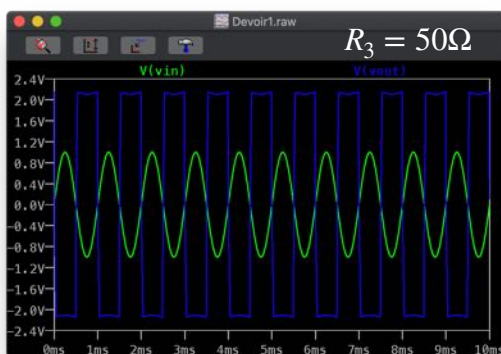 Devoir1.raw
R₃ = 50Ω
V(vin) V(vout)
2.4V
2.0V
1.6V
1.2V
0.8V
0.4V
0.0V
-0.4V
-0.8V
-1.2V
-1.6V
-2.0V
-2.4V
0ms 1ms 2ms 3ms 4ms 5ms 6ms 7ms 8ms 9ms 10ms